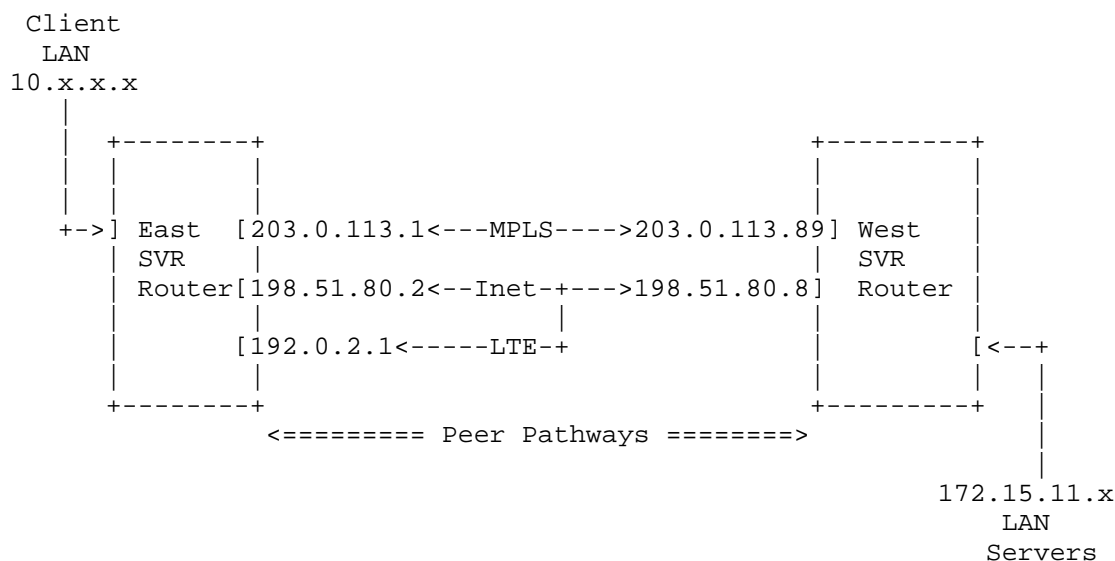 Client
LAN
10.x.x.x
|
| +--------+ +---------+
| | | | |
| | | | |
+->] East [203.0.113.1<---MPLS---->203.0.113.89] West |
| SVR | | SVR |
| Router[198.51.80.2<--Inet-+--->198.51.80.8] Router |
| | | | |
| [192.0.2.1<-----LTE-+ | [<--+
| | | | |
+--------+ +---------+ |
<========= Peer Pathways ========> |
|
172.15.11.x
LAN
Servers